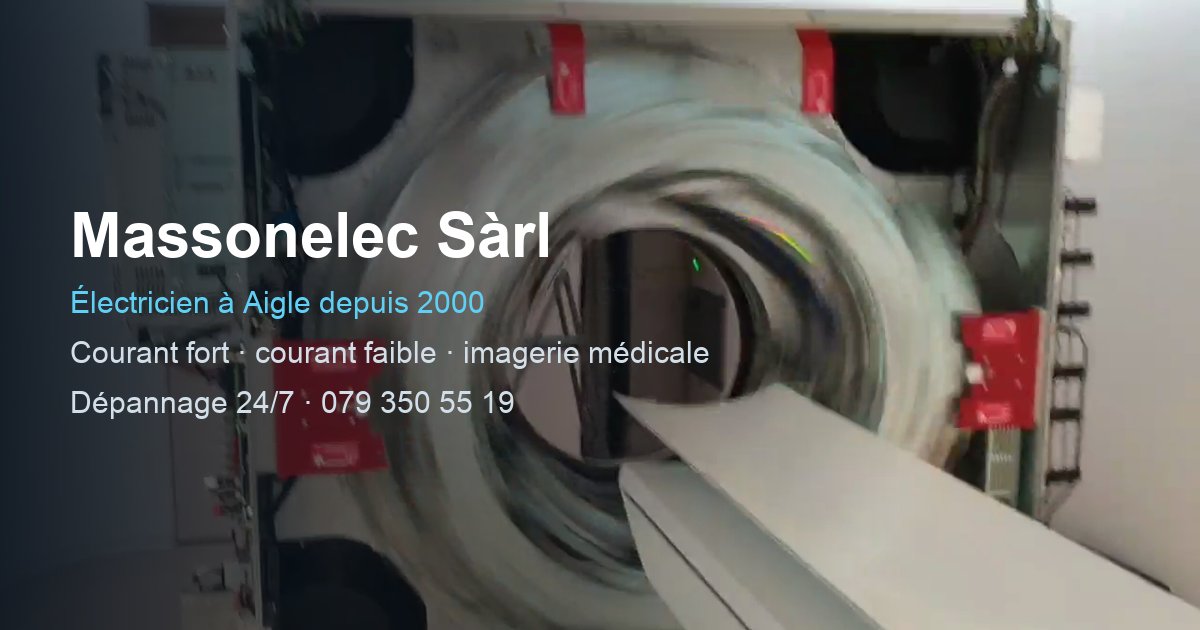 Massonelec Sàrl
Électricien à Aigle depuis 2000
Courant fort · courant faible · imagerie médicale
Dépannage 24/7 · 079 350 55 19